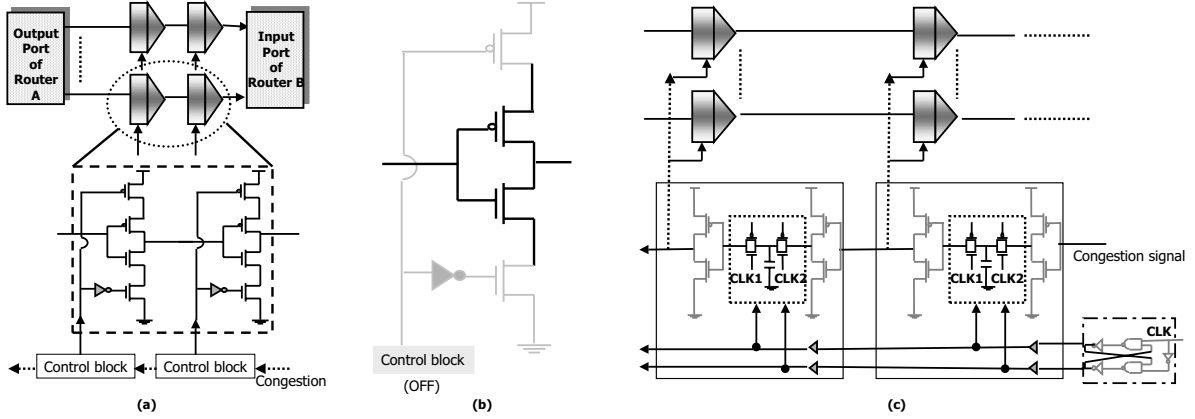 Output
Port
of
Router
A
Input
Port
of
Router B
Control block
Control block
Congestion
(a)
Control block
(OFF)
(b)
CLK1
CLK2
CLK1
CLK2
Congestion signal
CLK
(c)